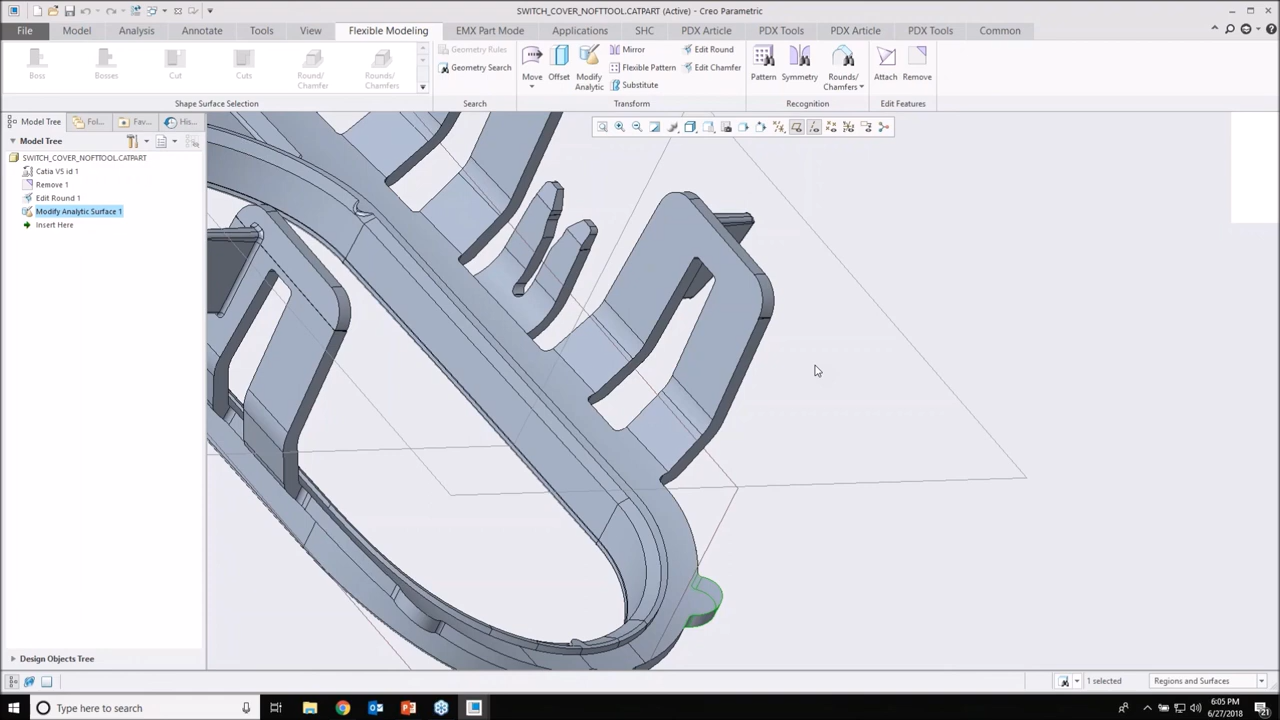 SWITCH_COVER_NOFTTOOL.CATPART (Active) - Creo Parametric
File Model Analysis Annotate Tools View Flexible Modeling EMX Part Mode Applications SHC PDX Article PDX Tools PDX Article PDX Tools Common
Boss Bosses Cut Cuts Round/ Chamfer Rounds/ Chamfers
Shape Surface Selection
Geometry Rules
Geometry Search
Search
Move Offset Modify Analytic
Mirror
Flexible Pattern
Substitute
Edit Round
Edit Chamfer
Transform
Pattern Symmetry Rounds/ Chamfers
Recognition
Attach Remove
Edit Features
Model Tree Fol... Fav... His...
Model Tree
SWITCH_COVER_NOFTTOOL.CATPART
Catia V5 id 1
Remove 1
Edit Round 1
Modify Analytic Surface 1
Insert Here
Design Objects Tree
1 selected Regions and Surfaces
Type here to search
6:05 PM
6/27/2018